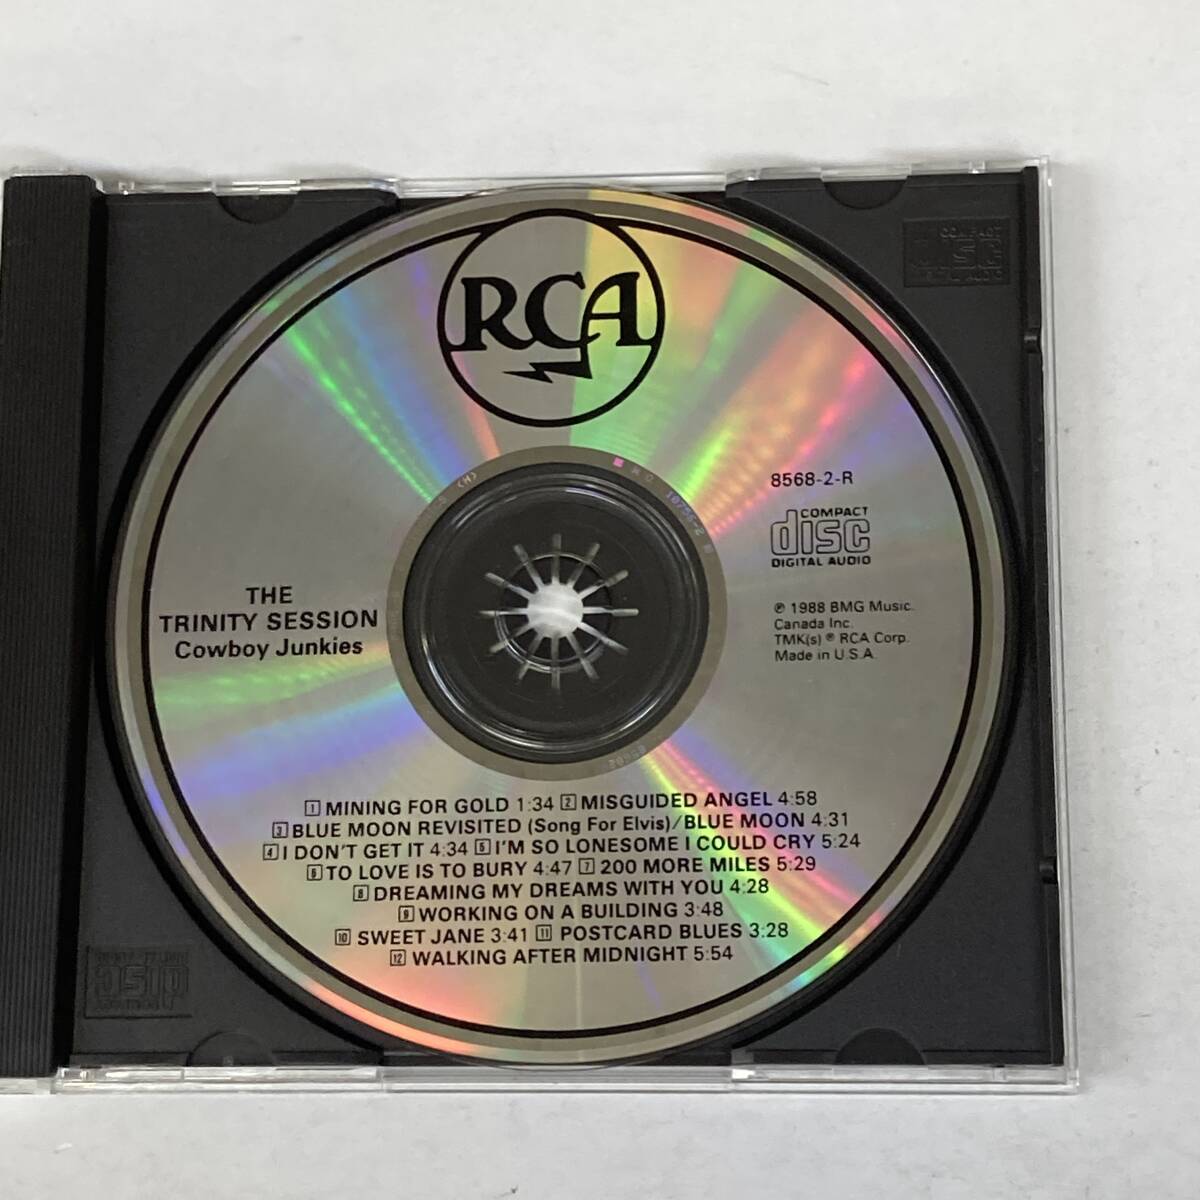 RCA
8568-2-R
COMPACT
disc
DIGITAL AUDIO
℗ 1988 BMG Music.
Canada Inc.
TMK(s) ® RCA Corp.
Made in U.S.A.
THE
TRINITY SESSION
Cowboy Junkies
1 MINING FOR GOLD 1:34 2 MISGUIDED ANGEL 4:58
3 BLUE MOON REVISITED (Song For Elvis)/BLUE MOON 4:31
4 I DON'T GET IT 4:34 5 I'M SO LONESOME I COULD CRY 5:24
6 TO LOVE IS TO BURY 4:47 7 200 MORE MILES 5:29
8 DREAMING MY DREAMS WITH YOU 4:28
9 WORKING ON A BUILDING 3:48
10 SWEET JANE 3:41 11 POSTCARD BLUES 3:28
12 WALKING AFTER MIDNIGHT 5:54